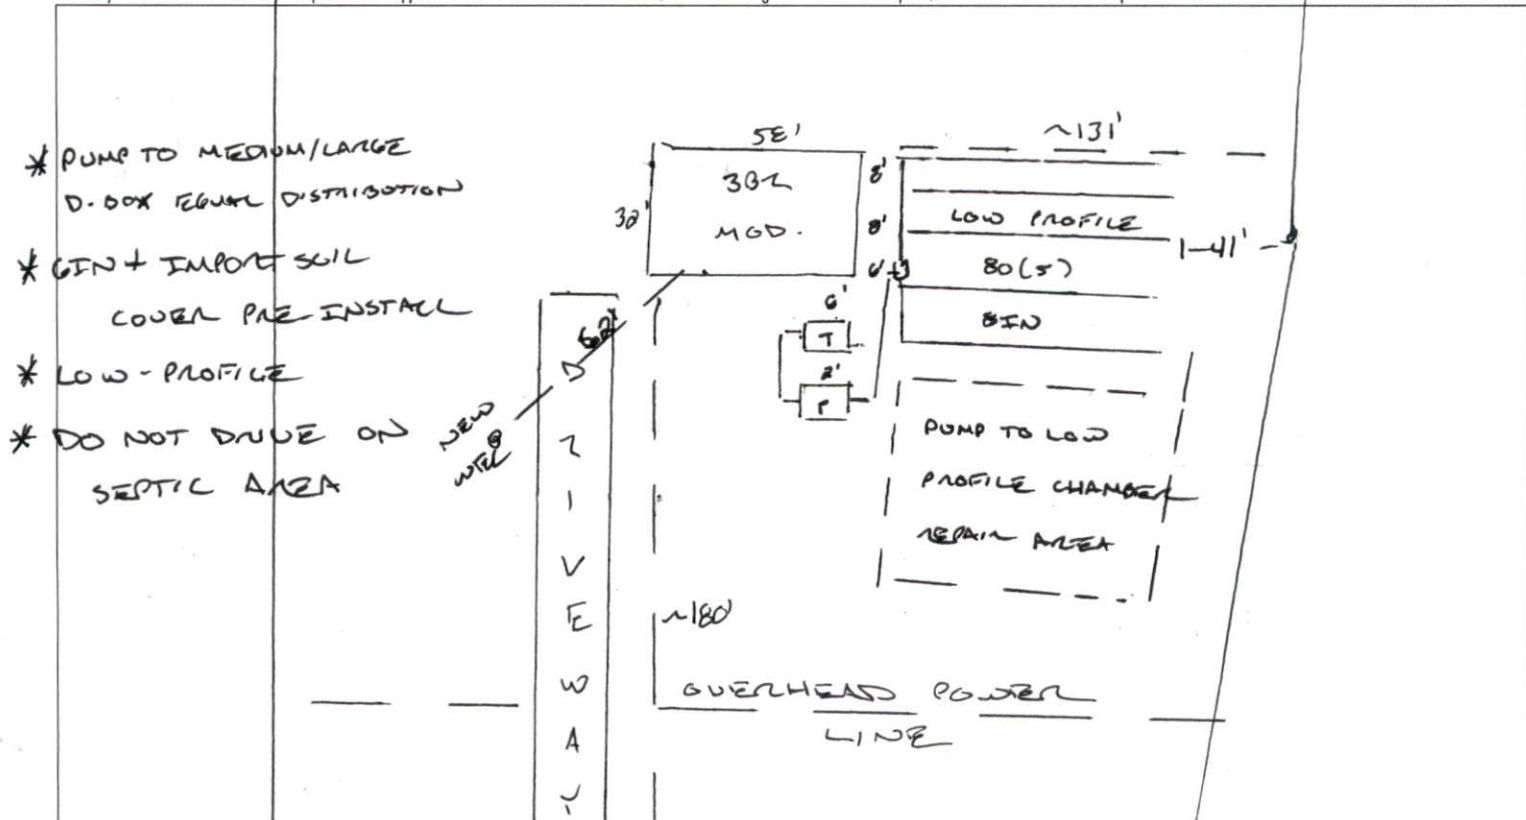 * PUMP TO MEDIUM/LARGE
D-BOX EQUAL DISTRIBUTION
* 6IN+ IMPORT SOIL
COVER PRE-INSTALL
* LOW-PROFILE
* DO NOT DRIVE ON
SEPTIC AREA
58'
32'
3BR
MOD.
~131'
8'
8'
6'
LOW PROFILE
80(5)
8IN
41'
6'
T
2'
P
NEW
WELL
DRIVEWAY
PUMP TO LOW
PROFILE CHAMBER
REPAIR AREA
~180'
OVERHEAD POWER
LINE